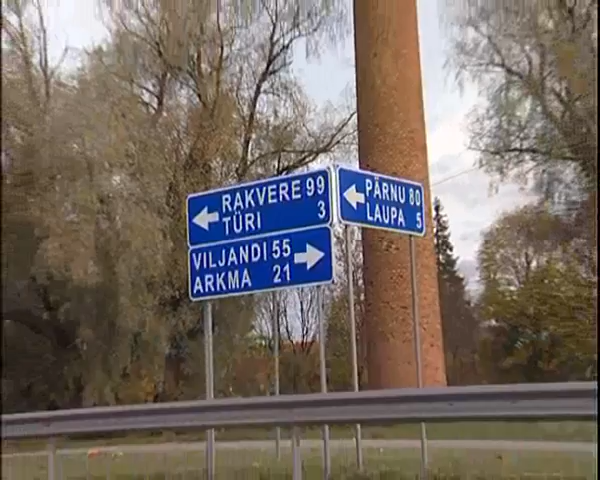 RAKVERE 99
TÜRI 3
VILJANDI 55
ARKMA 21
PÄRNU 80
LAUPA 5